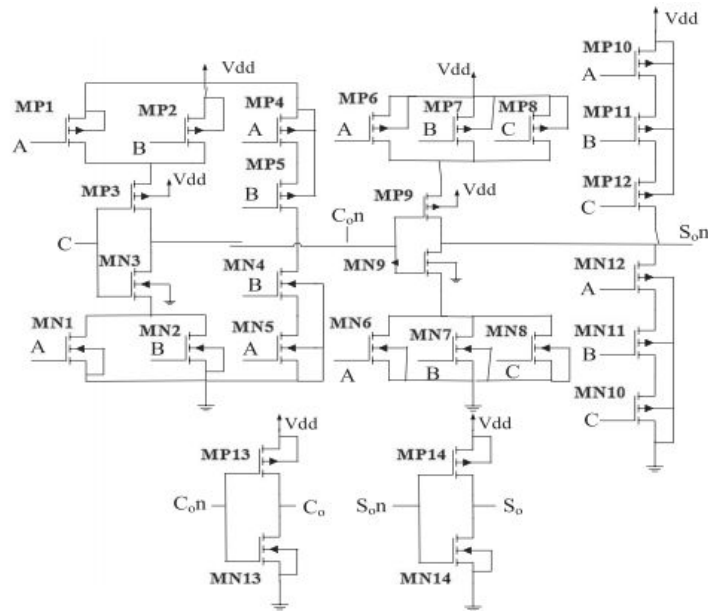 Vdd
MP10
A
Vdd
Vdd
MP1
MP2
MP4
MP6
MP7
MP8
A
B
A
A
B
C
MP11
B
MP5
B
MP3
Vdd
MP9
Vdd
MP12
C
C
Cₒn
Sₒn
MN3
MN4
B
MN9
MN12
A
MN1
A
MN2
B
MN5
A
MN6
A
MN7
B
MN8
C
MN11
B
MN10
C
Vdd
Vdd
MP13
MP14
Cₒn
Cₒ
Sₒn
Sₒ
MN13
MN14